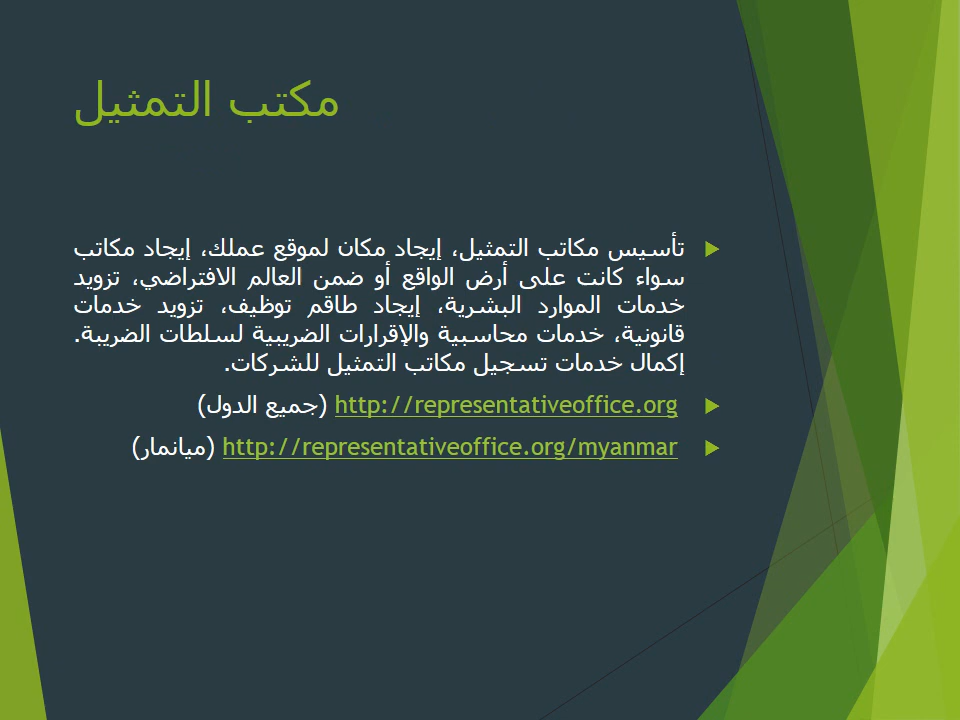 مكتب التمثيل
تأسيس مكاتب التمثيل، إيجاد مكان لموقع عملك، إيجاد مكاتب
سواء كانت على أرض الواقع أو ضمن العالم الافتراضي، تزويد
خدمات الموارد البشرية، إيجاد طاقم توظيف، تزويد خدمات
قانونية، خدمات محاسبية والإقرارات الضريبية لسلطات الضريبة.
إكمال خدمات تسجيل مكاتب التمثيل للشركات.
http://representativeoffice.org (جميع الدول)
http://representativeoffice.org/myanmar (ميانمار)